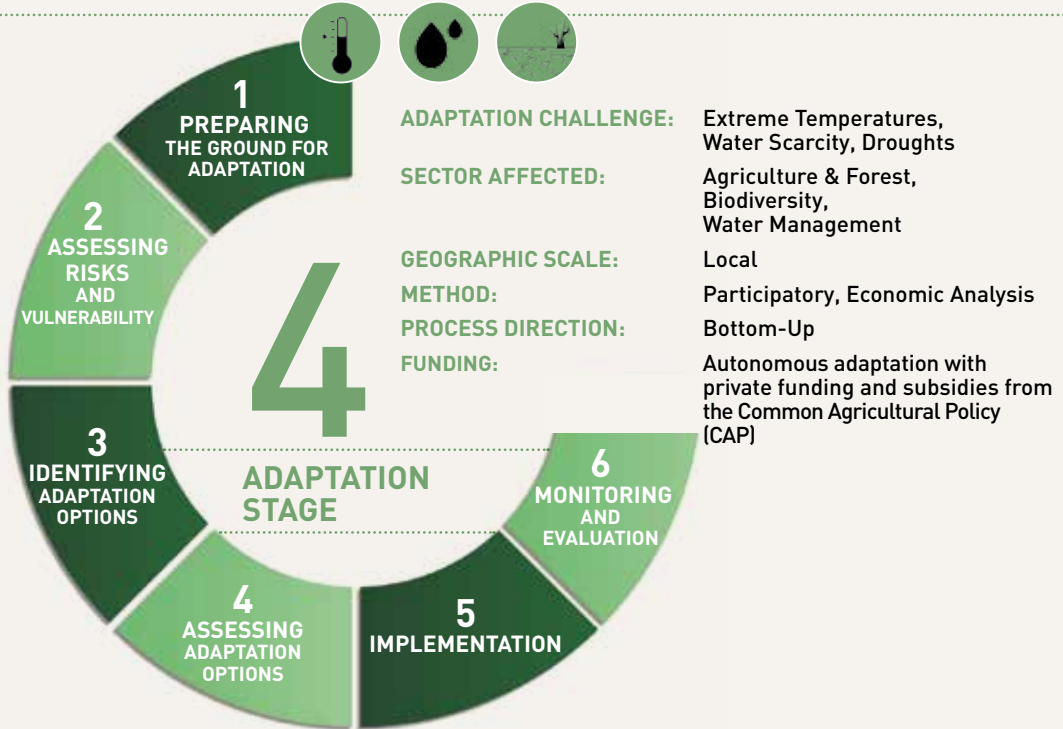 1
PREPARING
THE GROUND FOR
ADAPTATION
2
ASSESSING
RISKS
AND
VULNERABILITY
3
IDENTIFYING
ADAPTATION
OPTIONS
4
ASSESSING
ADAPTATION
OPTIONS
5
IMPLEMENTATION
6
MONITORING
AND
EVALUATION
4
ADAPTATION
STAGE
ADAPTATION CHALLENGE: Extreme Temperatures,
Water Scarcity, Droughts
SECTOR AFFECTED: Agriculture & Forest,
Biodiversity,
Water Management
GEOGRAPHIC SCALE: Local
METHOD: Participatory, Economic Analysis
PROCESS DIRECTION: Bottom-Up
FUNDING: Autonomous adaptation with
private funding and subsidies from
the Common Agricultural Policy
(CAP)